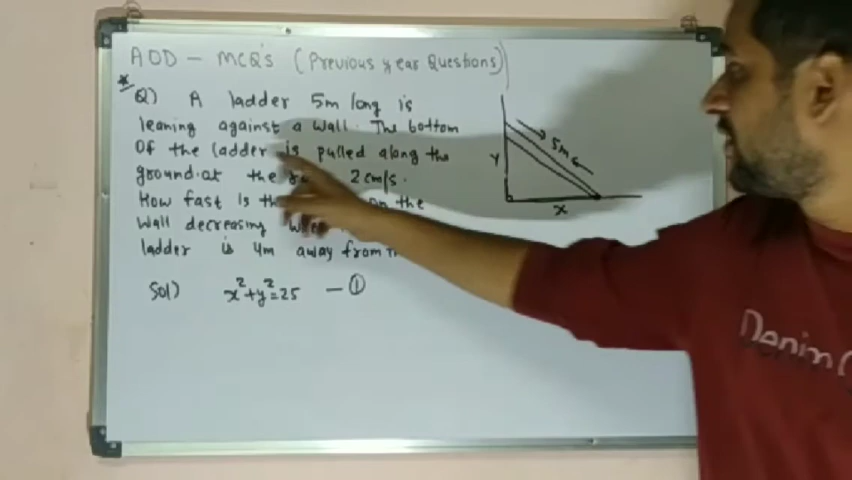 AOD - MCQ's (Previous year Questions)
* Q) A ladder 5m long is
leaning against a wall. The bottom
of the ladder is pulled along the
ground at the 2cm/s.
How fast is on the
wall decreasing
ladder is 4m away from
Sol) x²+y²=25 — ①
5m
y
x
Denim